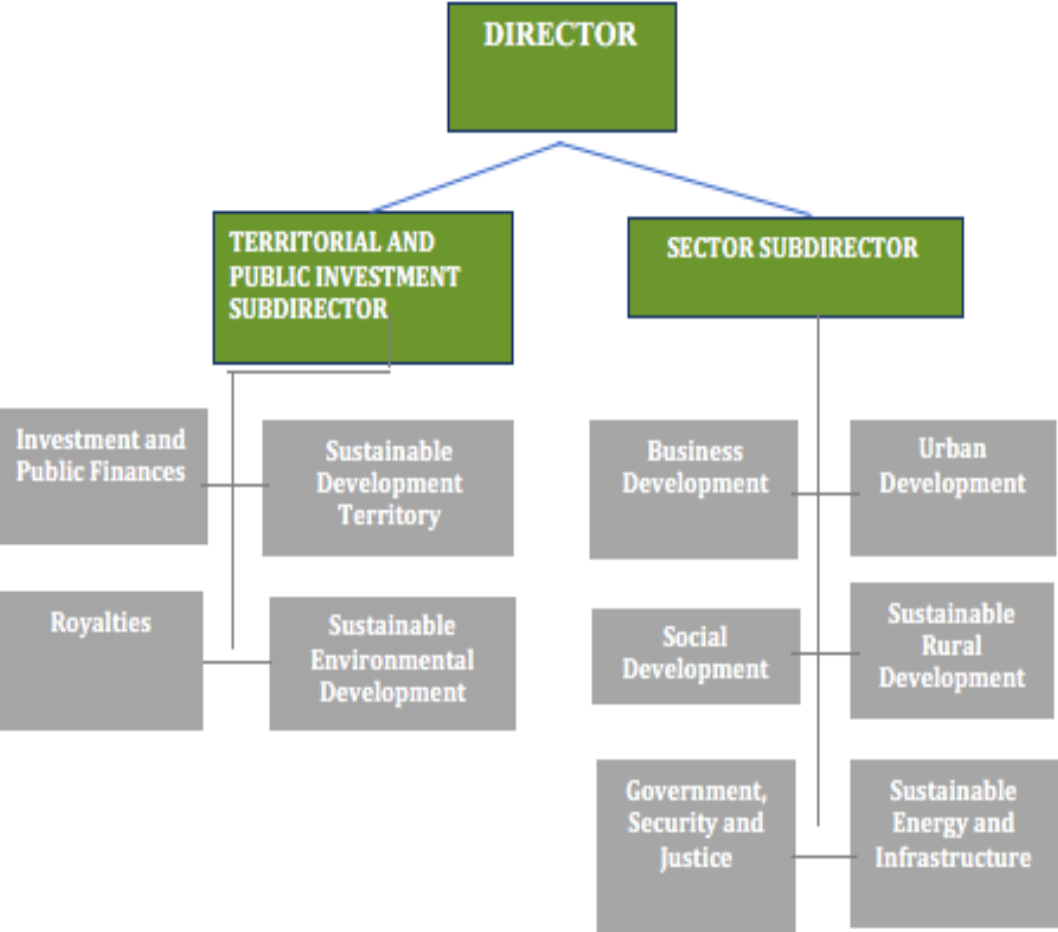 DIRECTOR
TERRITORIAL AND
PUBLIC INVESTMENT
SUBDIRECTOR
SECTOR SUBDIRECTOR
Investment and
Public Finances
Sustainable
Development
Territory
Business
Development
Urban
Development
Royalties
Sustainable
Environmental
Development
Social
Development
Sustainable
Rural
Development
Government,
Security and
Justice
Sustainable
Energy and
Infrastructure